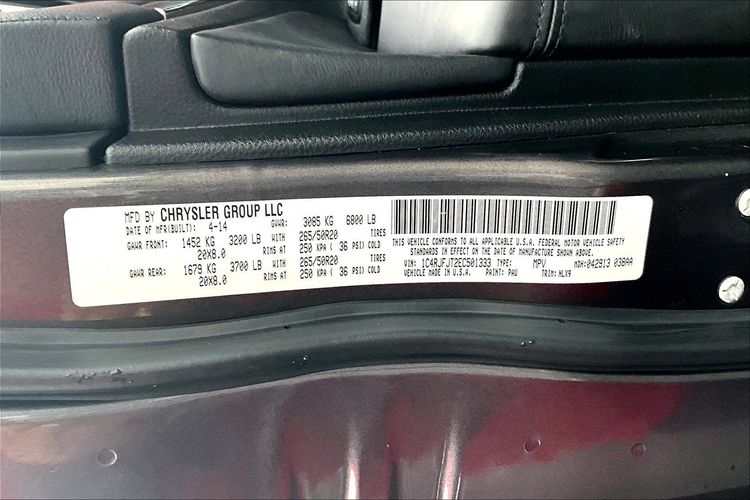 MFD BY CHRYSLER GROUP LLC
DATE OF MFR(BUILT): 4-14 GVWR: 3085 KG 6800 LB
GAWR FRONT: 1452 KG 3200 LB WITH 265/50R20 TIRES
20X8.0 RIMS AT 250 KPA ( 36 PSI) COLD
GAWR REAR: 1679 KG 3700 LB WITH 265/50R20 TIRES
20X8.0 RIMS AT 250 KPA ( 36 PSI) COLD
THIS VEHICLE CONFORMS TO ALL APPLICABLE U.S.A. FEDERAL MOTOR VEHICLE SAFETY
STANDARDS IN EFFECT ON THE DATE OF MANUFACTURE SHOWN ABOVE.
VIN: 1C4RJFJT2EC501333 TYPE: MPV MDH:042913 038AA
VEHICLE MADE IN U.S.A. PAINT: PAU TRIM: HLX9